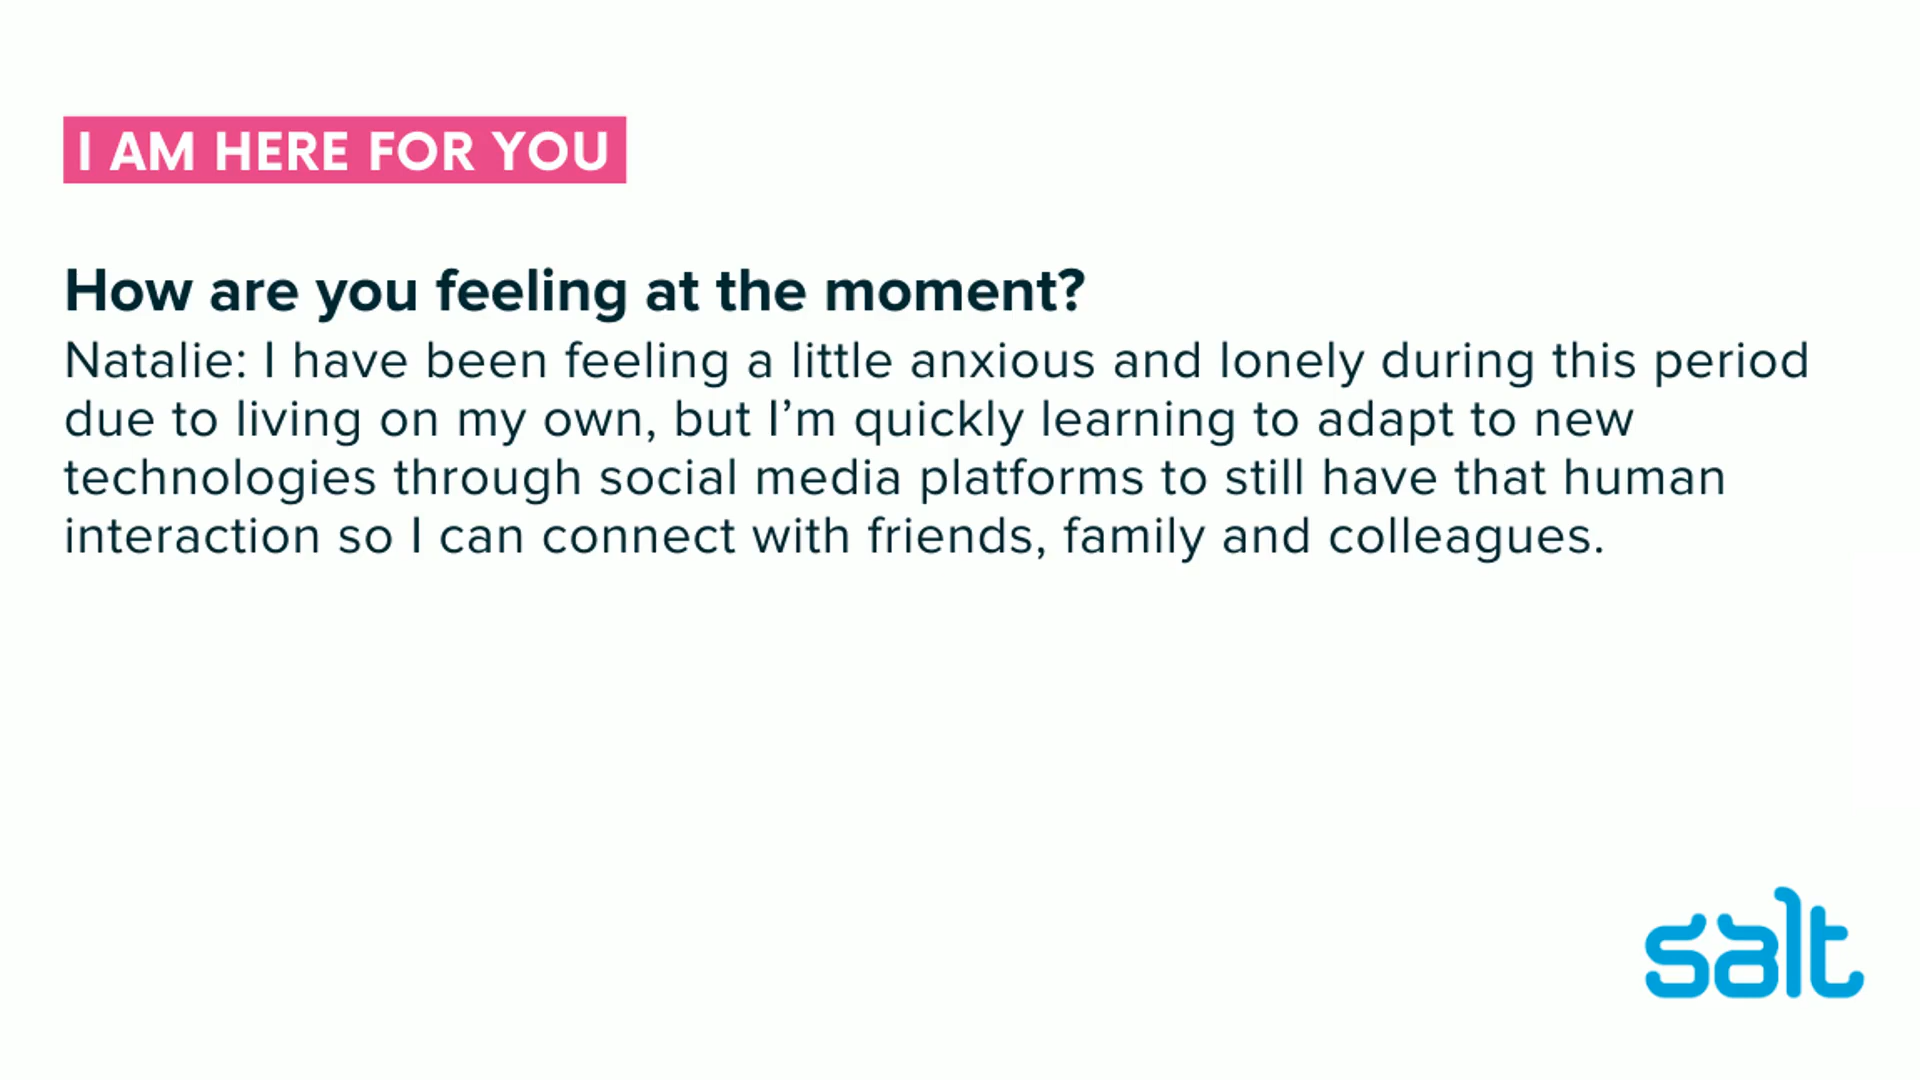 I AM HERE FOR YOU
How are you feeling at the moment?
Natalie: I have been feeling a little anxious and lonely during this period
due to living on my own, but I’m quickly learning to adapt to new
technologies through social media platforms to still have that human
interaction so I can connect with friends, family and colleagues.
salt